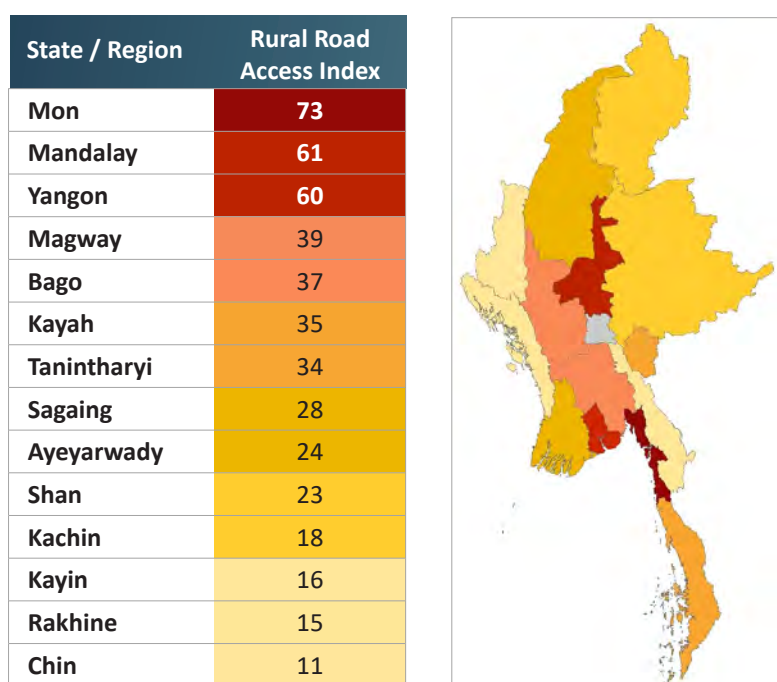 State / Region Rural Road
Access Index
Mon 73
Mandalay 61
Yangon 60
Magway 39
Bago 37
Kayah 35
Tanintharyi 34
Sagaing 28
Ayeyarwady 24
Shan 23
Kachin 18
Kayin 16
Rakhine 15
Chin 11